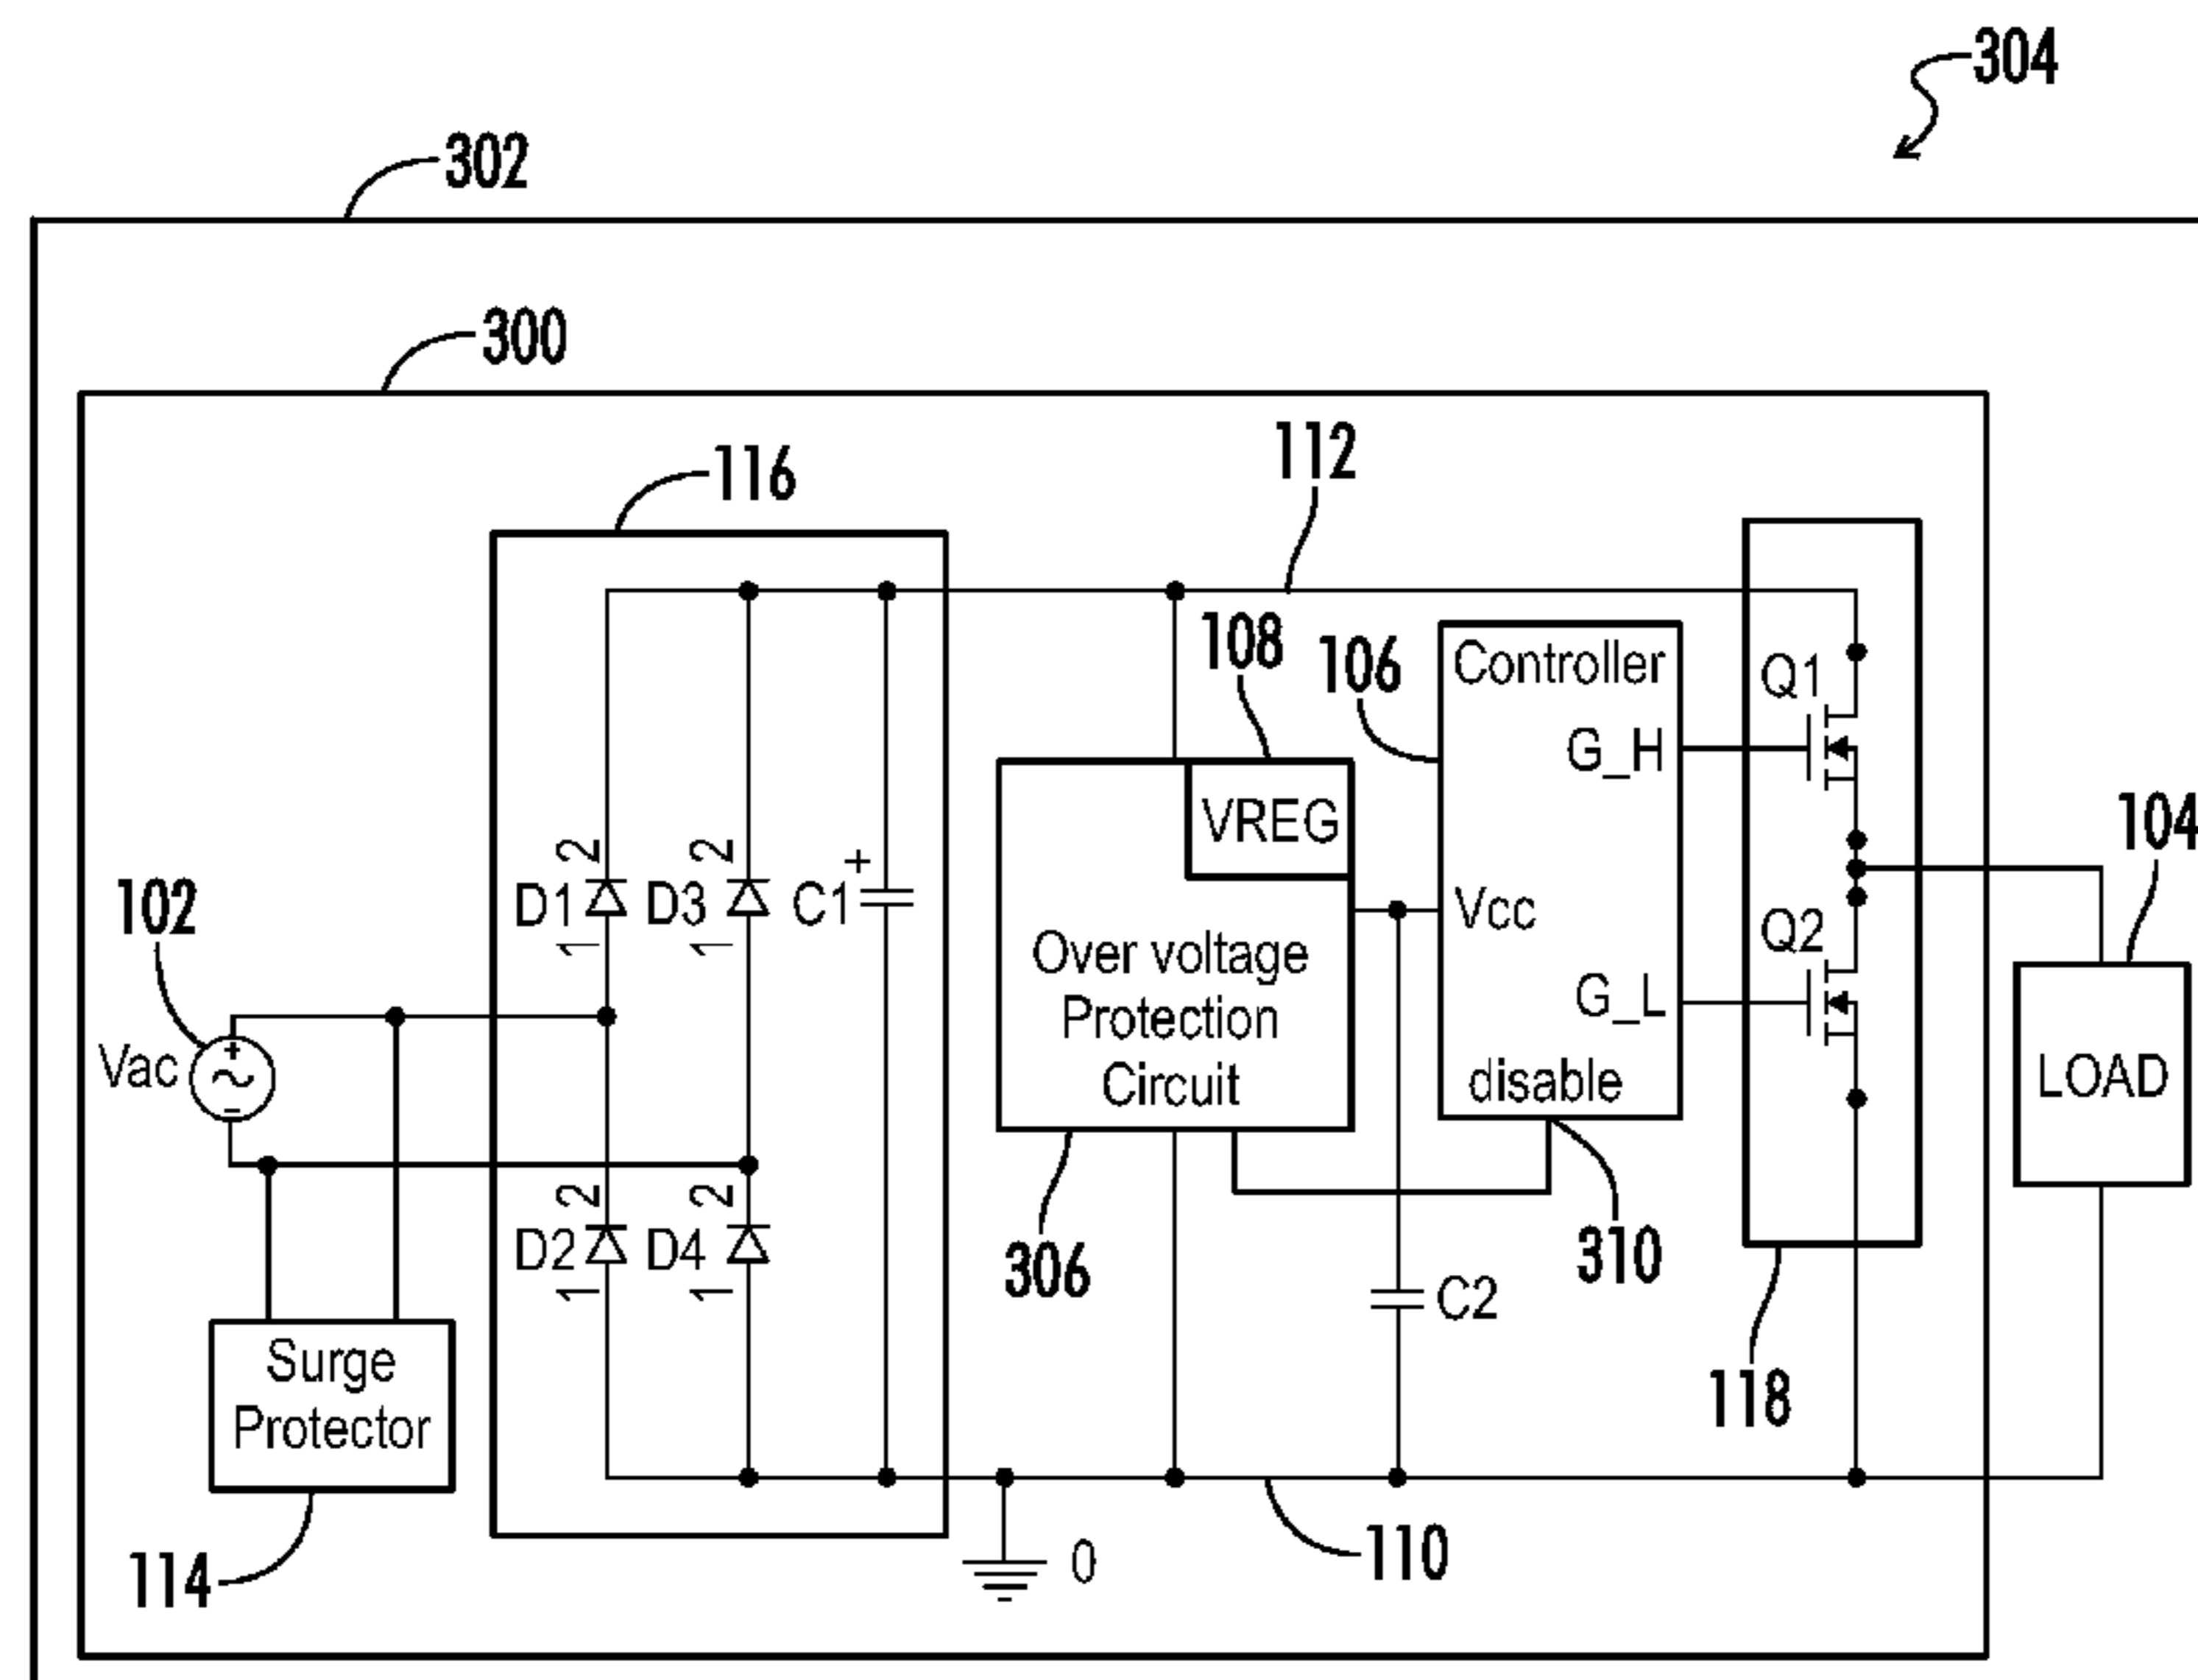 304
302
300
116
112
108
106
Controller
Q1
G_H
VREG
104
2
2
+
D1
D3
C1
1
1
102
Vcc
Q2
Over voltage
Protection
Circuit
G_L
Vac
+
-
disable
LOAD
2
2
D2
D4
1
1
306
310
C2
Surge
Protector
118
114
0
110